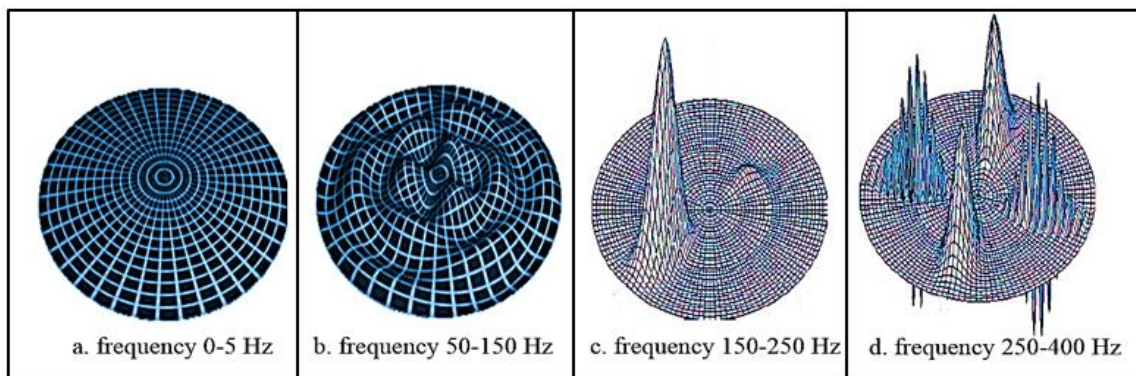 a. frequency 0-5 Hz
b. frequency 50-150 Hz
c. frequency 150-250 Hz
d. frequency 250-400 Hz